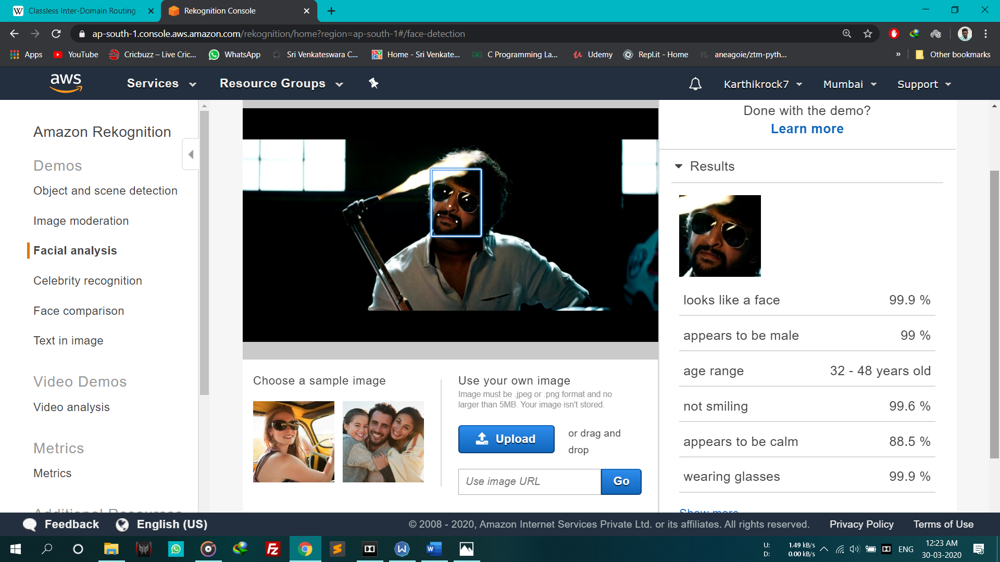 Classless Inter-Domain Routing -
Rekognition Console
ap-south-1.console.aws.amazon.com/rekognition/home?region=ap-south-1#/face-detection
Apps
YouTube
Cricbuzz – Live Cric...
WhatsApp
Sri Venkateswara C...
Home - Sri Venkate...
C Programming La...
Udemy
Repl.it - Home
aneagoie/ztm-pyth...
»
Other bookmarks
aws
Services
Resource Groups
Karthikrock7
Mumbai
Support
Amazon Rekognition
Demos
Object and scene detection
Image moderation
Facial analysis
Celebrity recognition
Face comparison
Text in image
Video Demos
Video analysis
Metrics
Metrics
Additional Resources
Choose a sample image
Use your own image
Image must be .jpeg or .png format and no
larger than 5MB. Your image isn't stored.
Upload
or drag and
drop
Use image URL
Go
Done with the demo?
Learn more
Results
looks like a face 99.9 %
appears to be male 99 %
age range 32 - 48 years old
not smiling 99.6 %
appears to be calm 88.5 %
wearing glasses 99.9 %
Show more
Feedback
English (US)
© 2008 - 2020, Amazon Internet Services Private Ltd. or its affiliates. All rights reserved.
Privacy Policy
Terms of Use
U: 1.49 kB/s
D: 0.00 kB/s
ENG
12:23 AM
30-03-2020